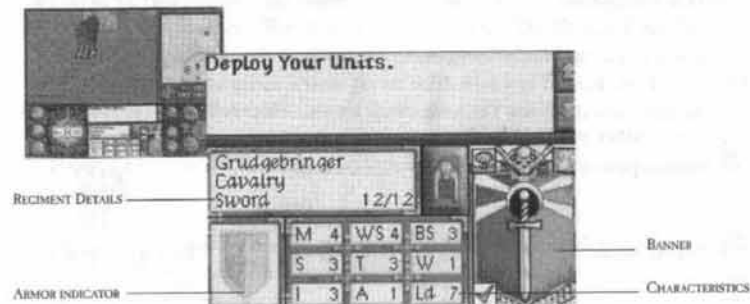 Deploy Your Units.
Grudgebringer
Cavalry
Sword 12/12
REGIMENT DETAILS
M 4 WS 4 BS 3
S 3 T 3 W 1
I 3 A 1 Ld 7
BANNER
ARMOR INDICATOR
CHARACTERISTICS